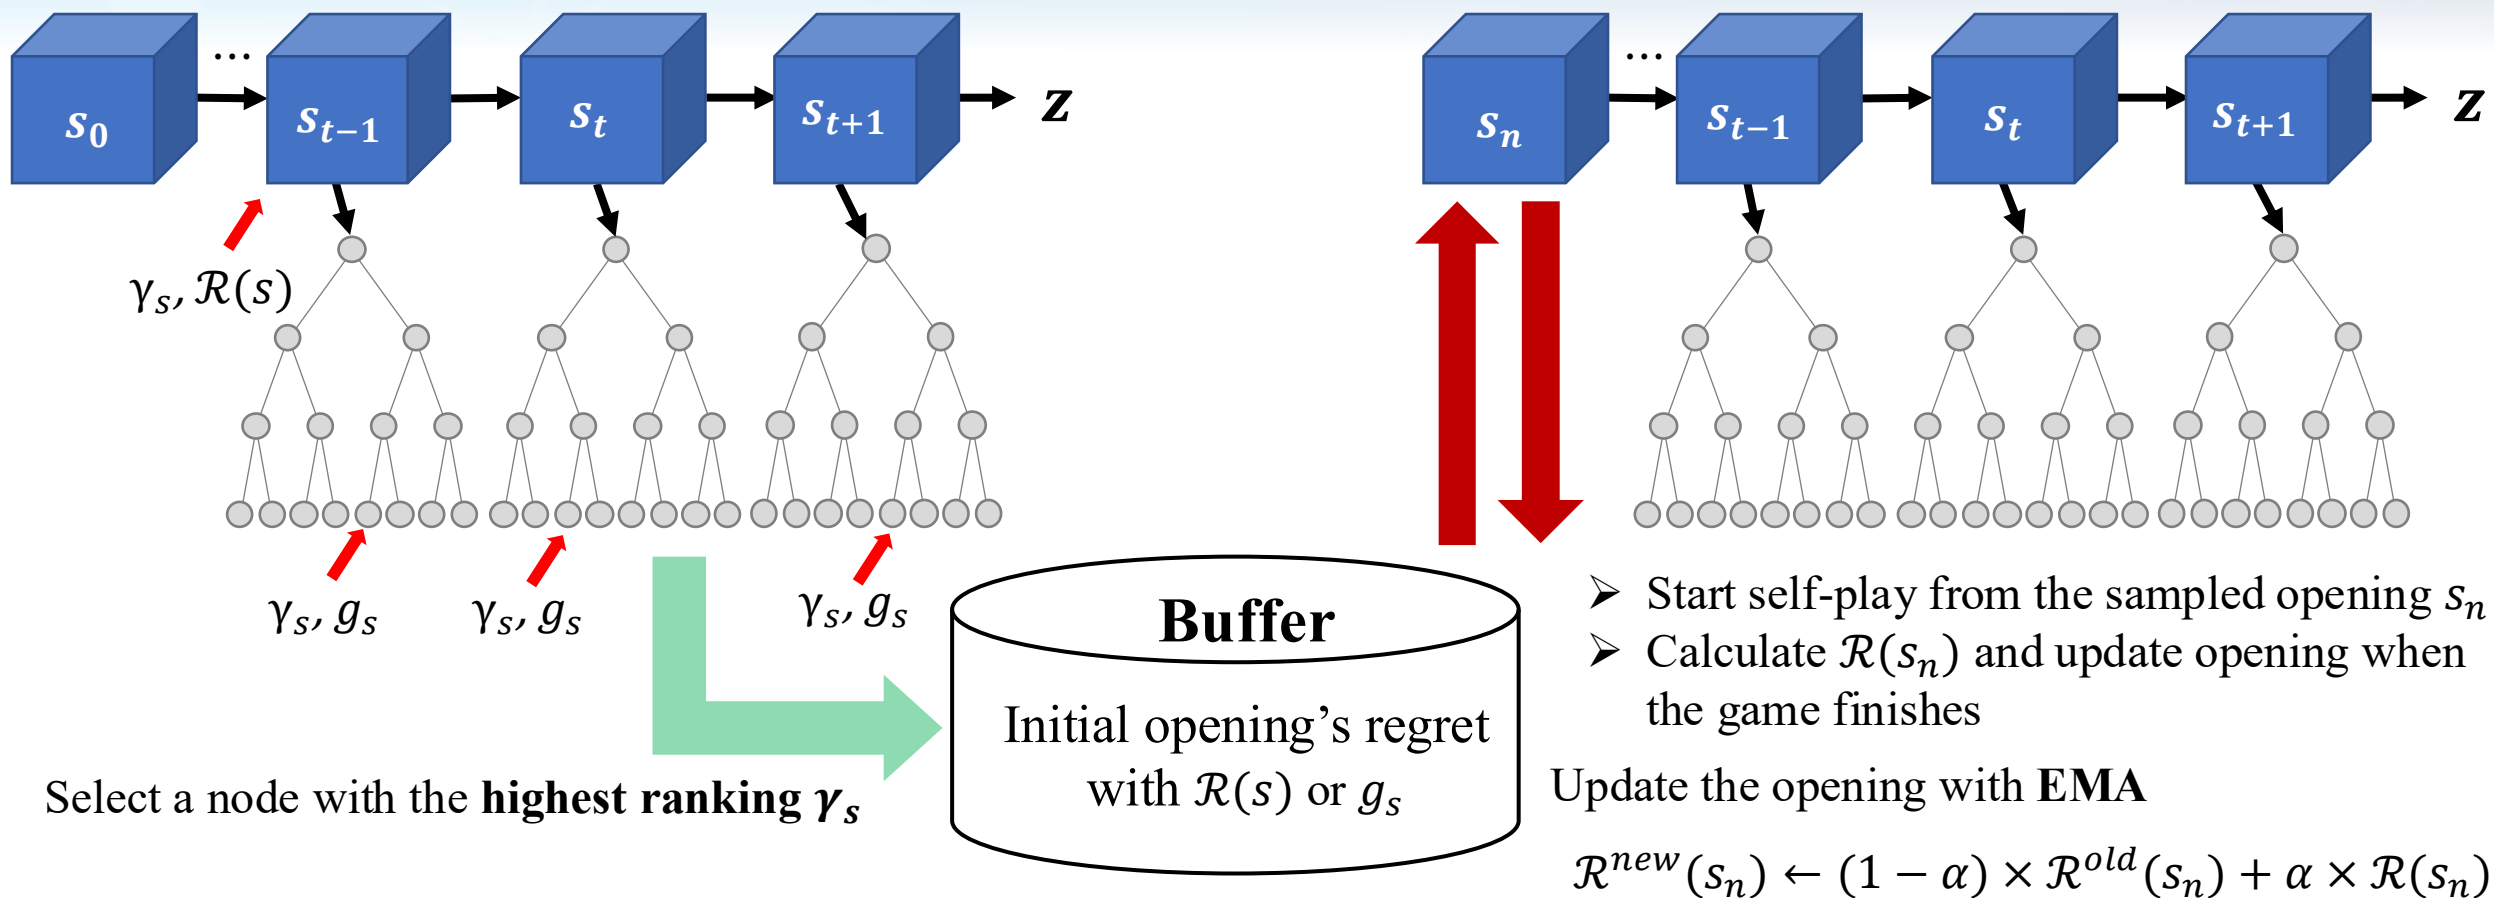 s₀ … sₜ₋₁ sₜ sₜ₊₁ z
γₛ, ℛ(s)
γₛ, gₛ γₛ, gₛ γₛ, gₛ
Select a node with the highest ranking γₛ
Buffer
Initial opening’s regret
with ℛ(s) or gₛ
sₙ … sₜ₋₁ sₜ sₜ₊₁ z
➢ Start self-play from the sampled opening sₙ
➢ Calculate ℛ(sₙ) and update opening when
the game finishes
Update the opening with EMA
ℛⁿᵉʷ(sₙ) ← (1 − α) × ℛᵒˡᵈ(sₙ) + α × ℛ(sₙ)